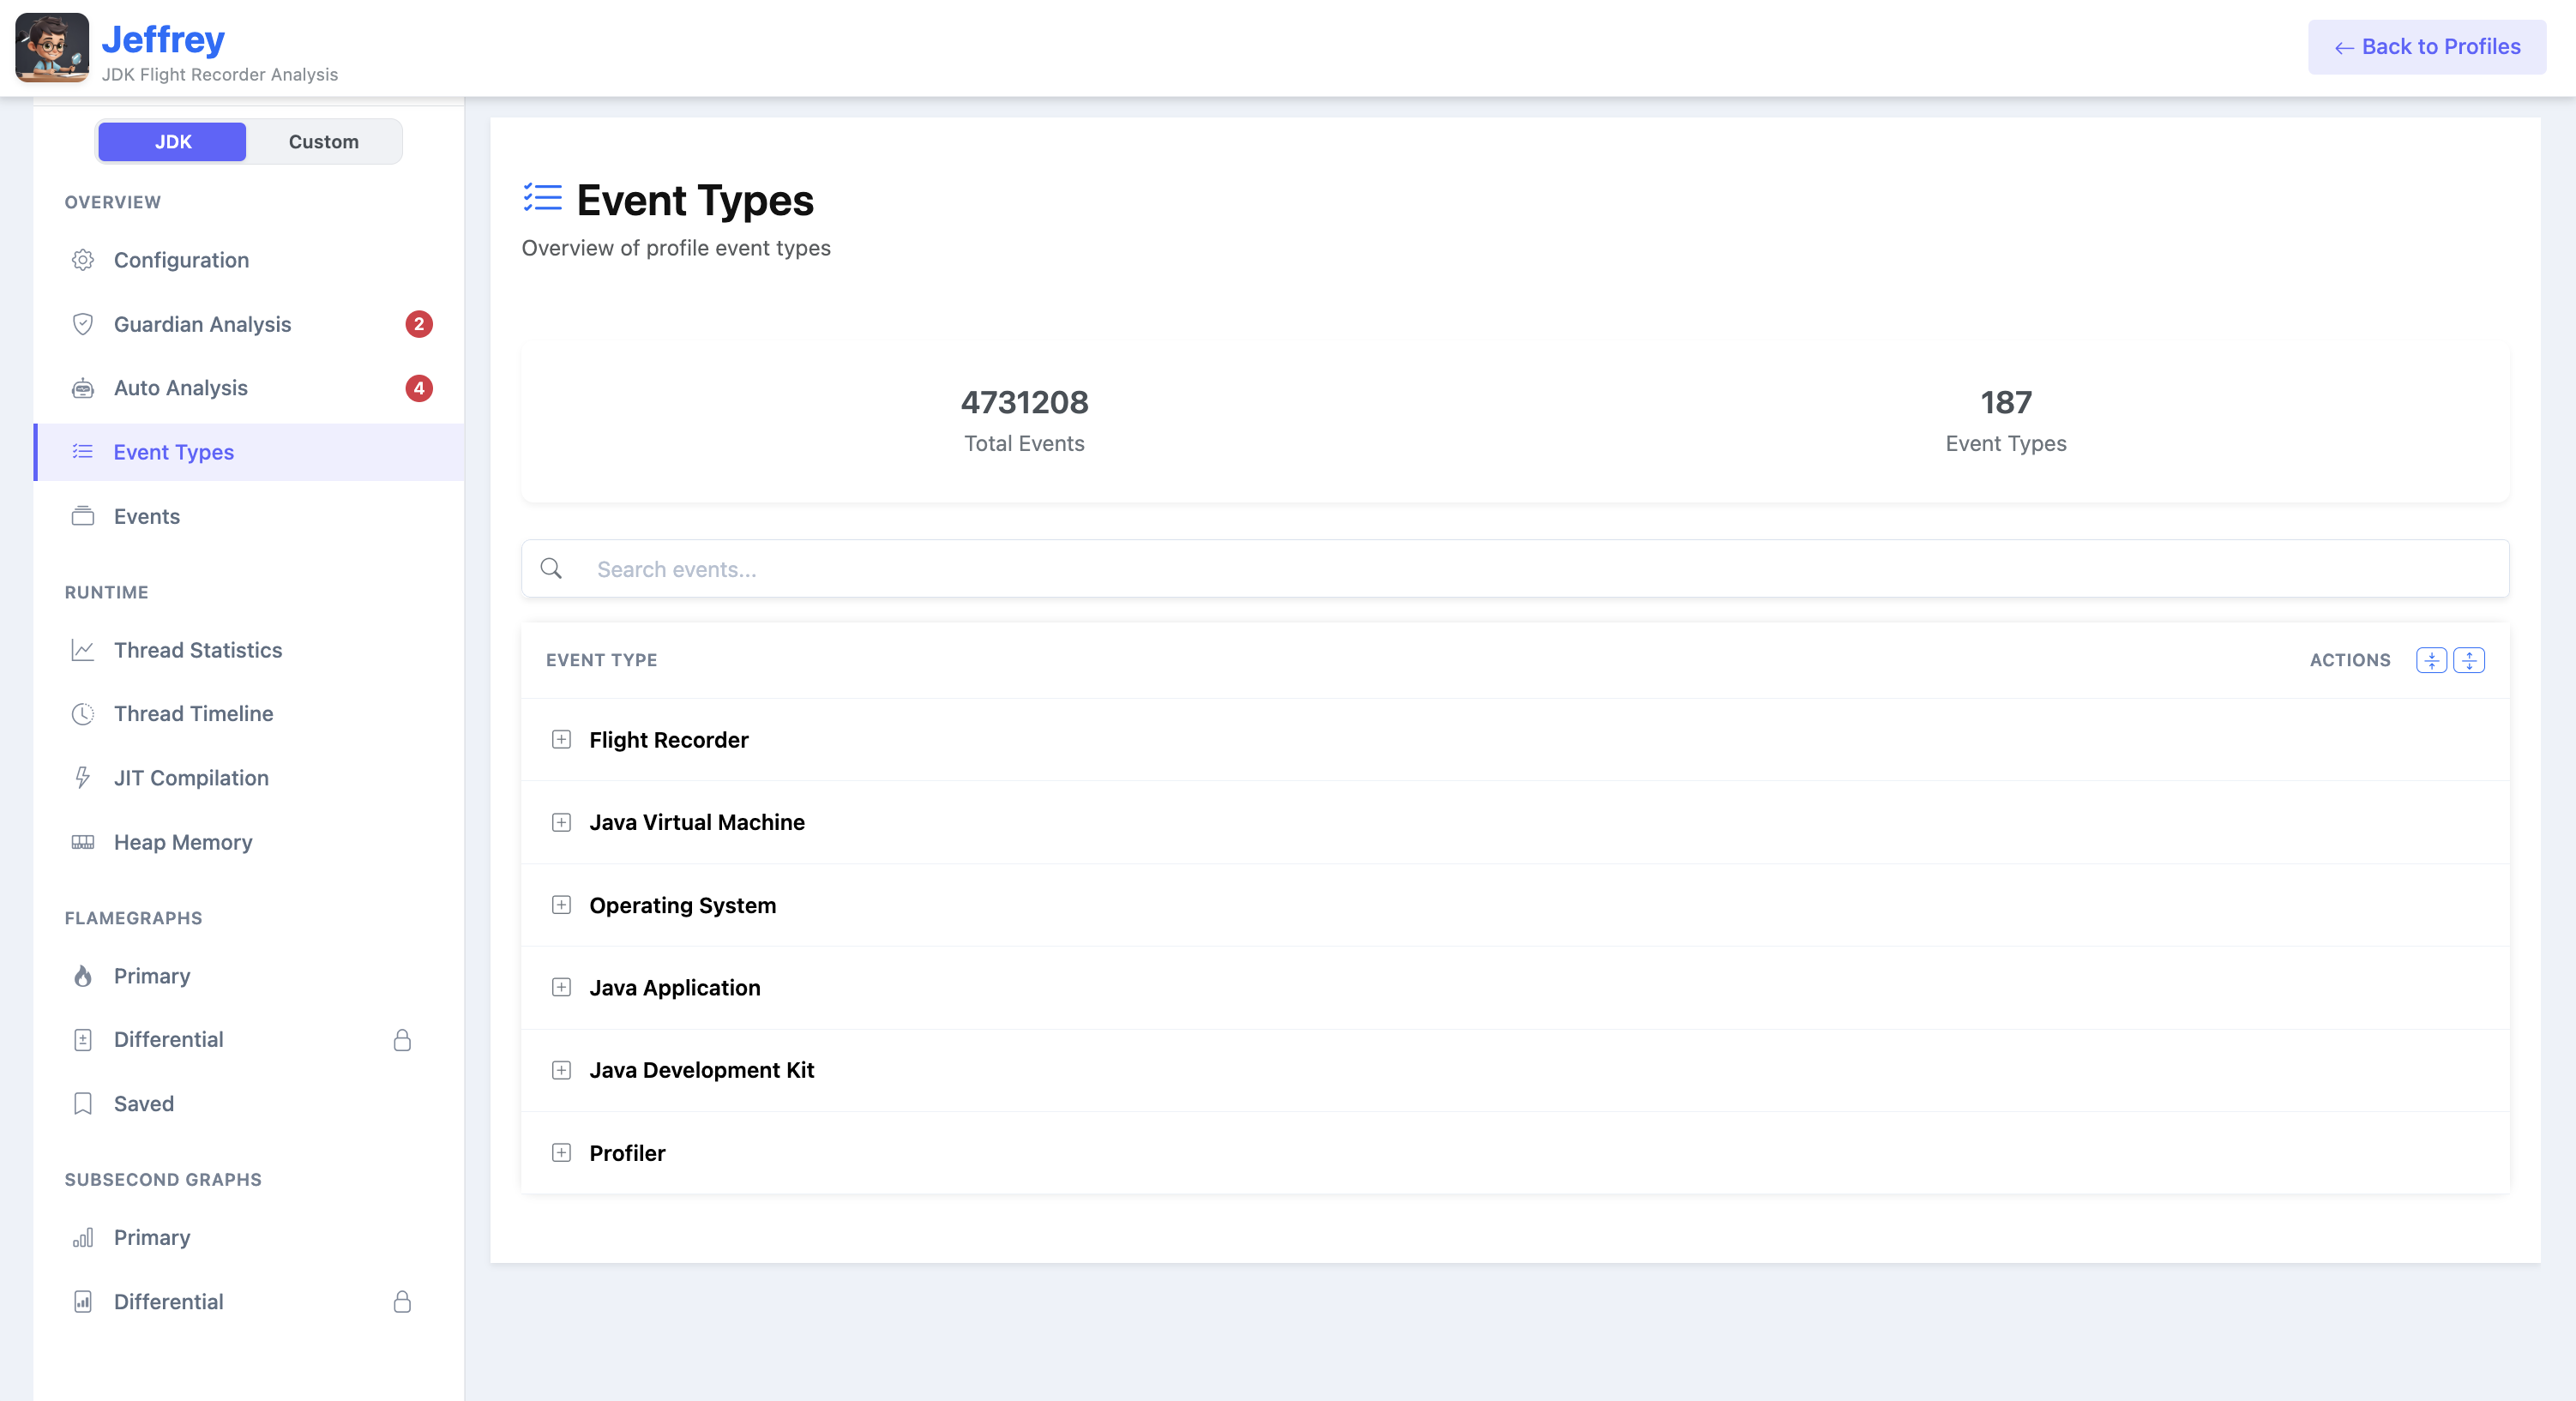 Jeffrey
JDK Flight Recorder Analysis
← Back to Profiles
JDK
Custom
OVERVIEW
Configuration
Guardian Analysis
2
Auto Analysis
4
Event Types
Events
RUNTIME
Thread Statistics
Thread Timeline
JIT Compilation
Heap Memory
FLAMEGRAPHS
Primary
Differential
Saved
SUBSECOND GRAPHS
Primary
Differential
Event Types
Overview of profile event types
4731208
Total Events
187
Event Types
Search events...
EVENT TYPE
ACTIONS
Flight Recorder
Java Virtual Machine
Operating System
Java Application
Java Development Kit
Profiler